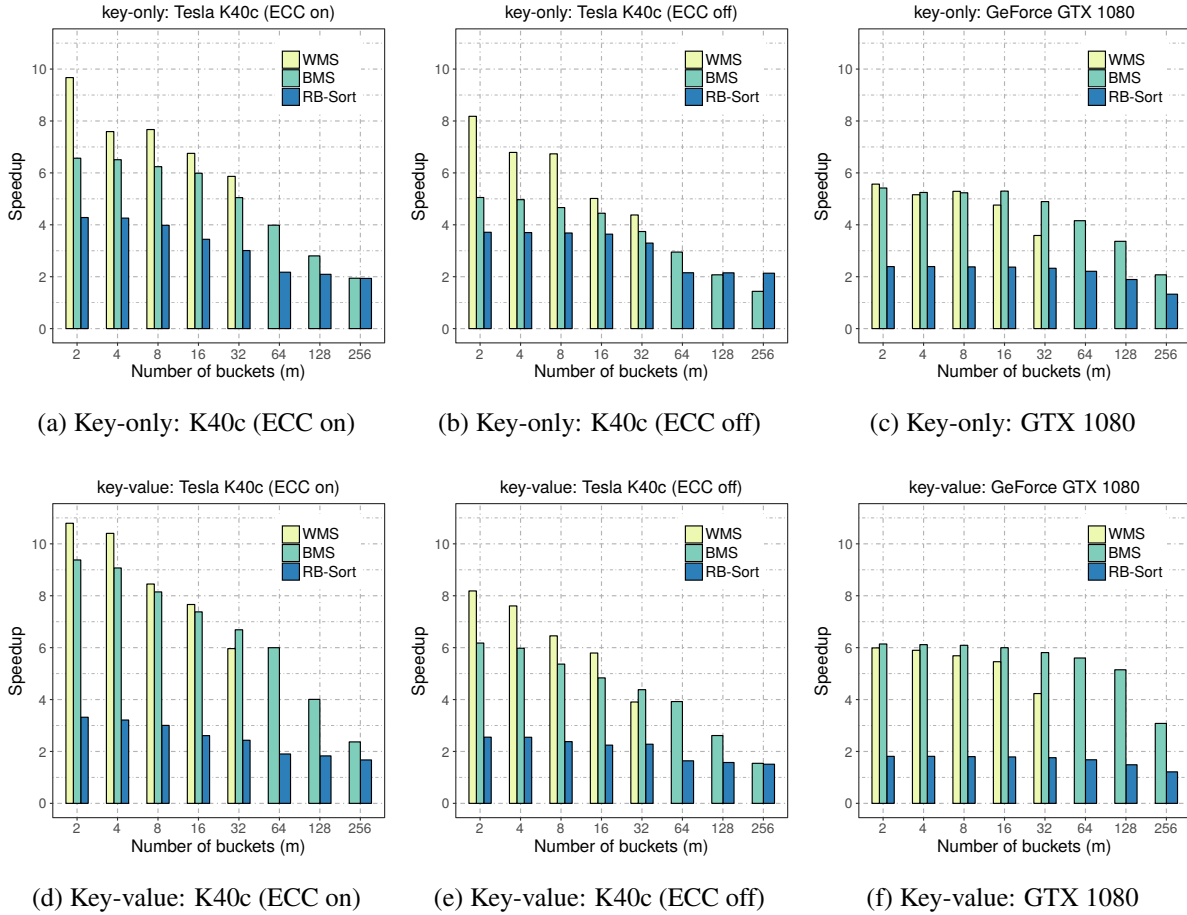 key-only: Tesla K40c (ECC on)
10
8
6
4
2
0
Speedup
WMS
BMS
RB-Sort
2 4 8 16 32 64 128 256
Number of buckets (m)
(a) Key-only: K40c (ECC on)
key-only: Tesla K40c (ECC off)
10
8
6
4
2
0
Speedup
WMS
BMS
RB-Sort
2 4 8 16 32 64 128 256
Number of buckets (m)
(b) Key-only: K40c (ECC off)
key-only: GeForce GTX 1080
10
8
6
4
2
0
Speedup
WMS
BMS
RB-Sort
2 4 8 16 32 64 128 256
Number of buckets (m)
(c) Key-only: GTX 1080
key-value: Tesla K40c (ECC on)
10
8
6
4
2
0
Speedup
WMS
BMS
RB-Sort
2 4 8 16 32 64 128 256
Number of buckets (m)
(d) Key-value: K40c (ECC on)
key-value: Tesla K40c (ECC off)
10
8
6
4
2
0
Speedup
WMS
BMS
RB-Sort
2 4 8 16 32 64 128 256
Number of buckets (m)
(e) Key-value: K40c (ECC off)
key-value: GeForce GTX 1080
10
8
6
4
2
0
Speedup
WMS
BMS
RB-Sort
2 4 8 16 32 64 128 256
Number of buckets (m)
(f) Key-value: GTX 1080